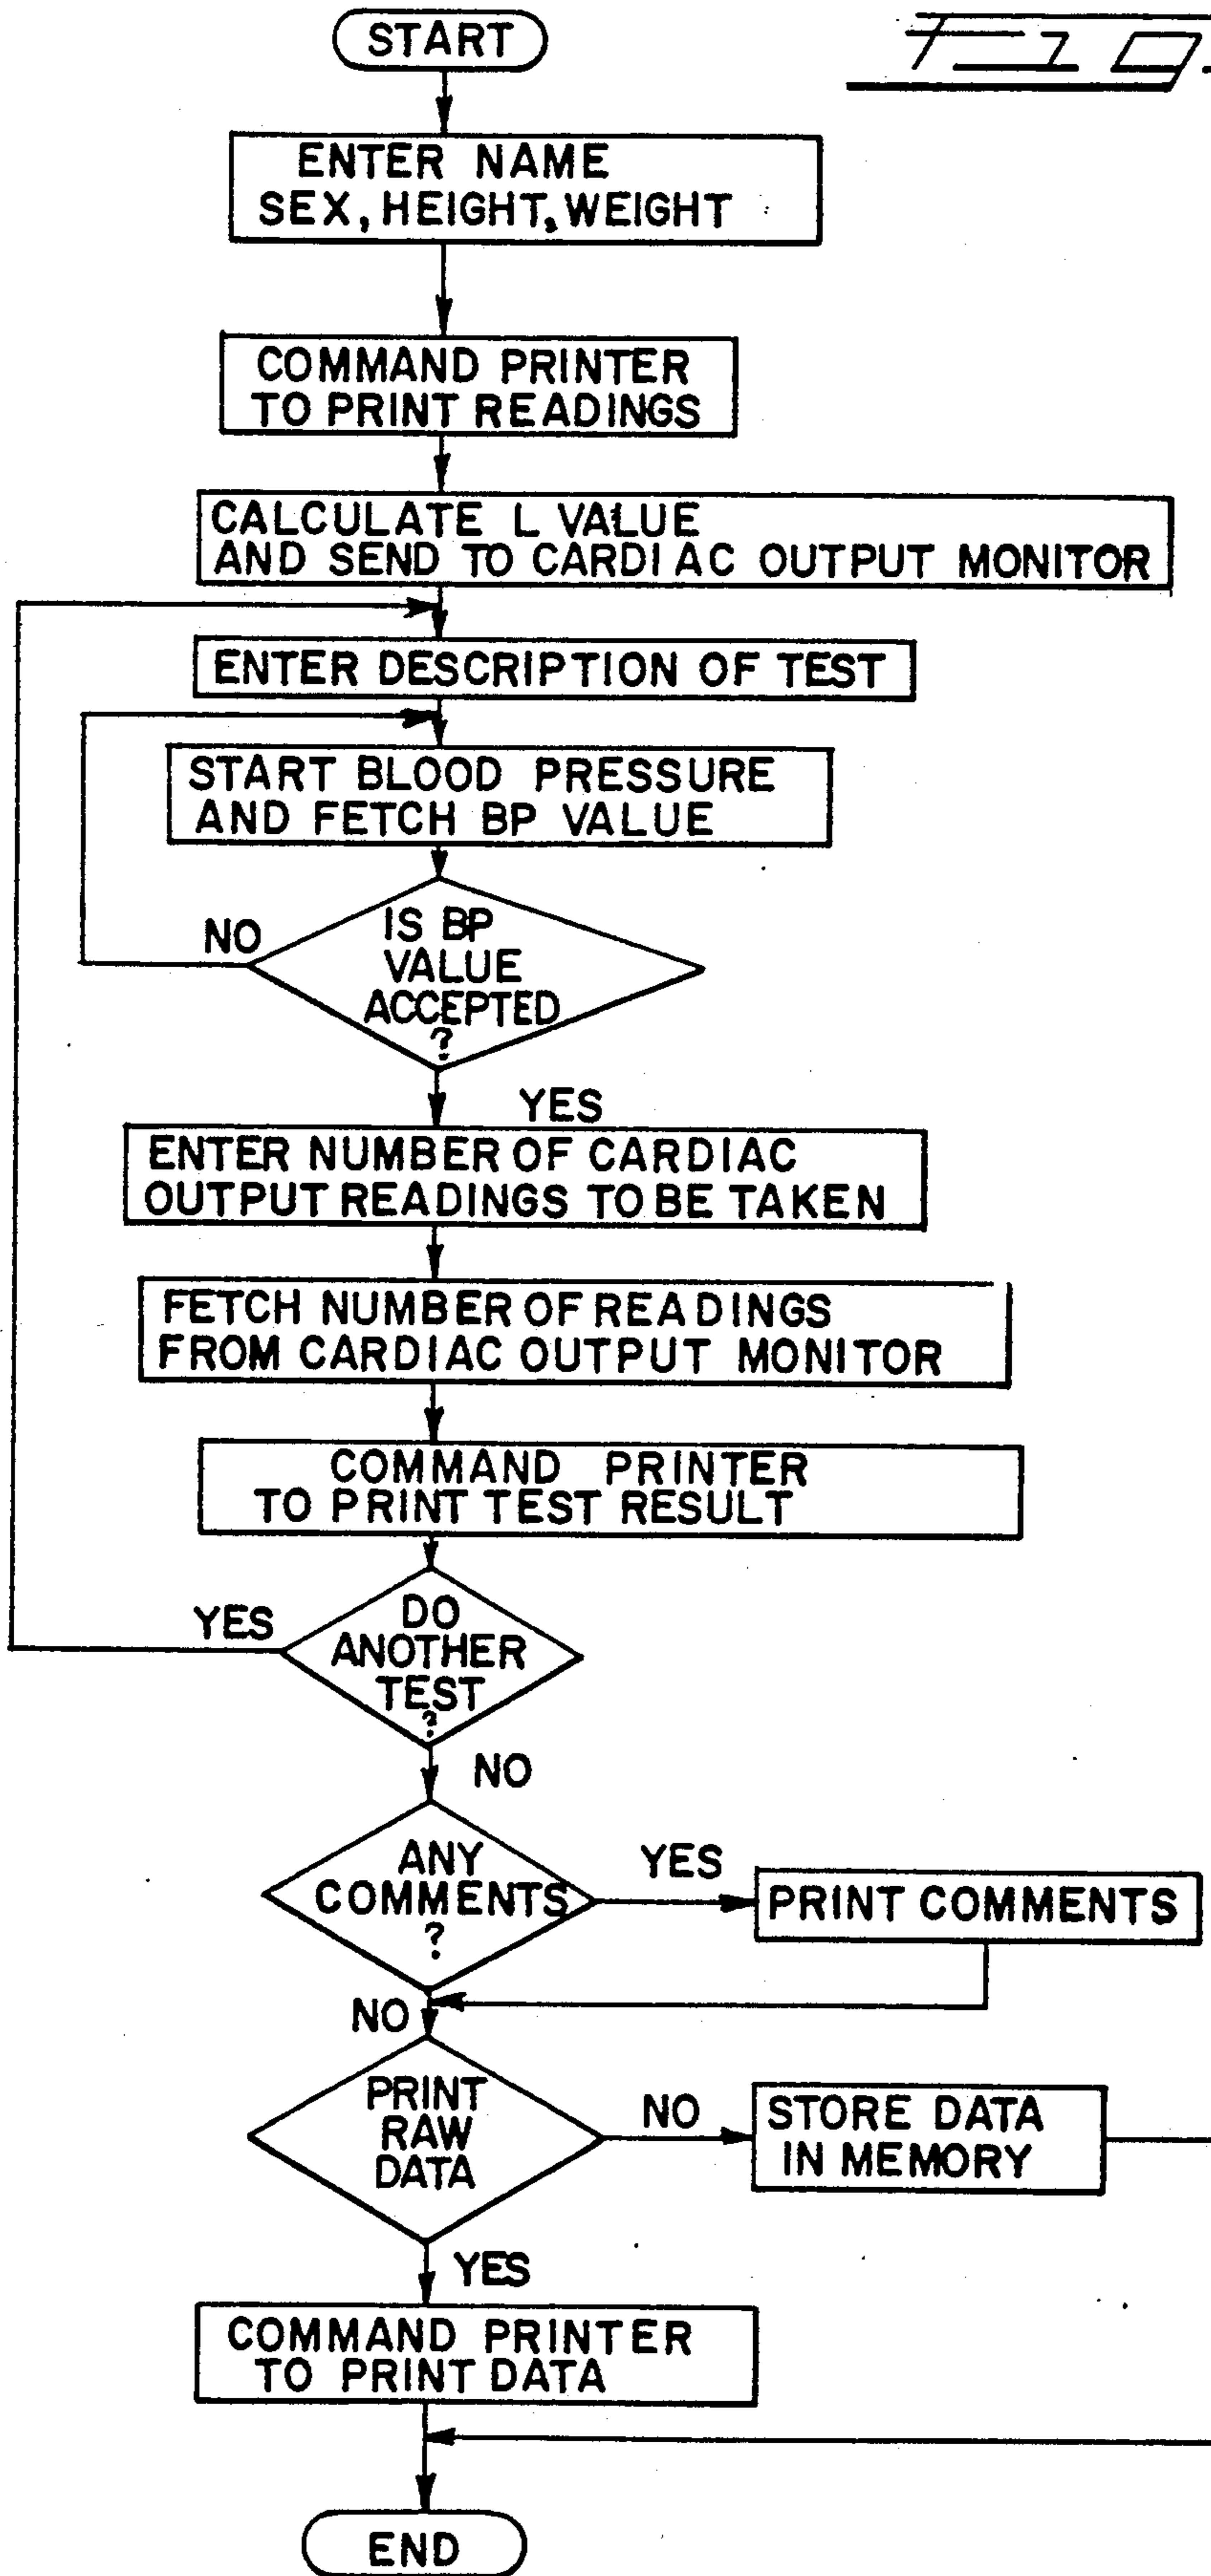 Fig.
START
ENTER NAME
SEX, HEIGHT, WEIGHT
COMMAND PRINTER
TO PRINT READINGS
CALCULATE L VALUE
AND SEND TO CARDIAC OUTPUT MONITOR
ENTER DESCRIPTION OF TEST
START BLOOD PRESSURE
AND FETCH BP VALUE
IS BP
VALUE
ACCEPTED
?
NO
YES
ENTER NUMBER OF CARDIAC
OUTPUT READINGS TO BE TAKEN
FETCH NUMBER OF READINGS
FROM CARDIAC OUTPUT MONITOR
COMMAND PRINTER
TO PRINT TEST RESULT
YES
DO
ANOTHER
TEST
?
NO
ANY
COMMENTS
?
YES
PRINT COMMENTS
NO
PRINT
RAW
DATA
NO
STORE DATA
IN MEMORY
YES
COMMAND PRINTER
TO PRINT DATA
END